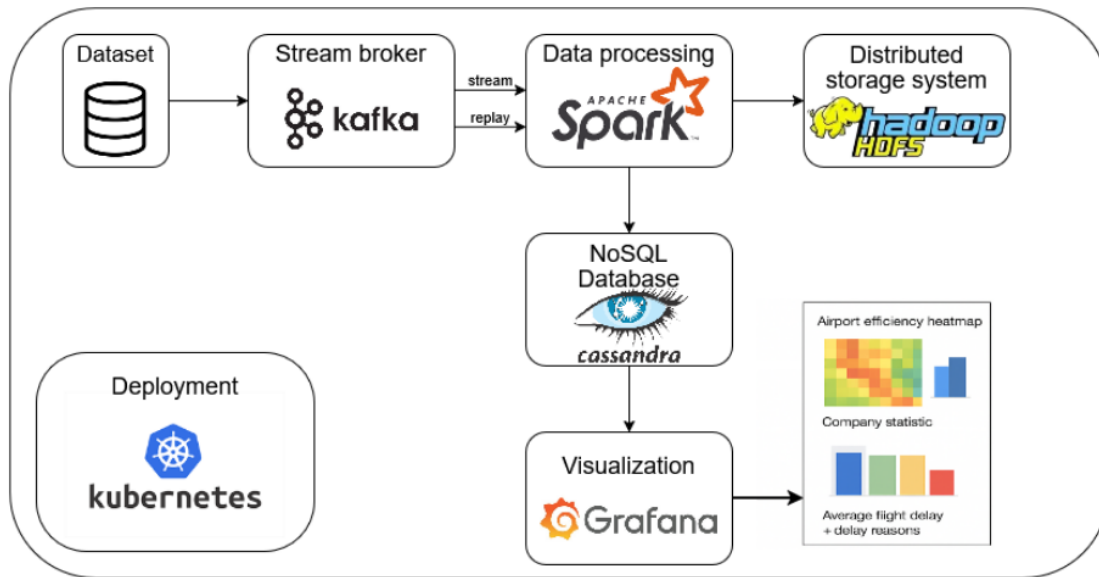 Dataset
Stream broker
kafka
stream
replay
Data processing
APACHE
Spark™
Distributed
storage system
hadoop
HDFS
NoSQL
Database
cassandra
Airport efficiency heatmap
Company statistic
Average flight delay
+ delay reasons
Deployment
kubernetes
Visualization
Grafana